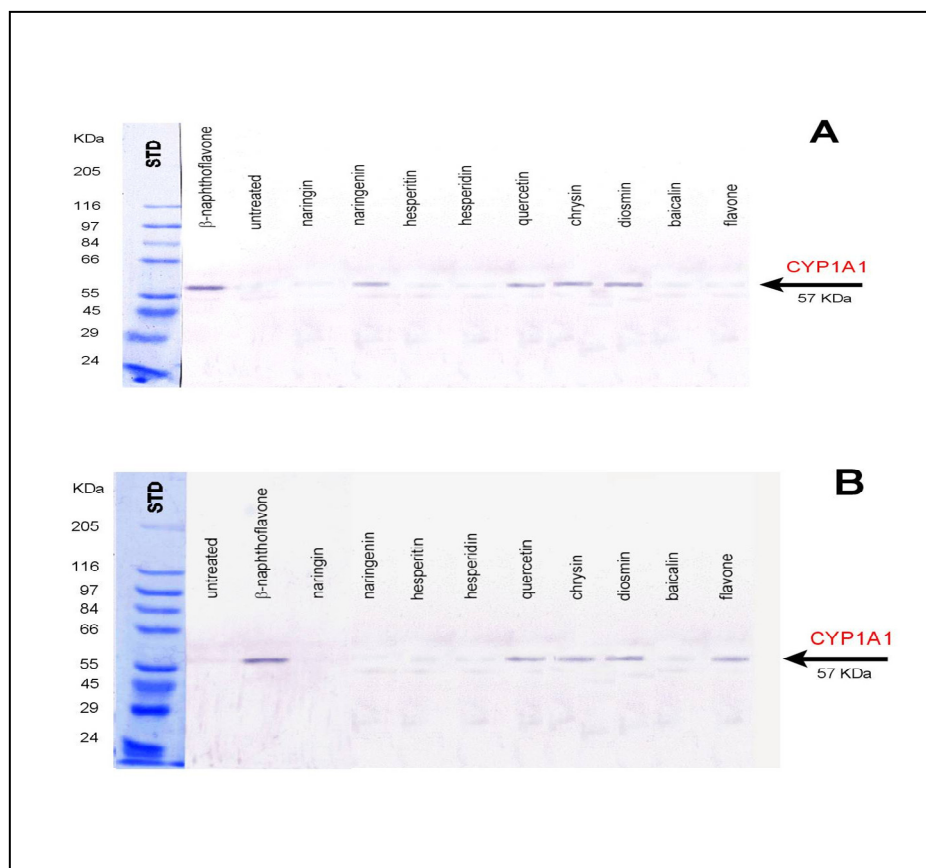 A
KDa
STD
β-naphthoflavone
untreated
naringin
naringenin
hesperitin
hesperidin
quercetin
chrysin
diosmin
baicalin
flavone
205
116
97
84
66
55
45
29
24
CYP1A1
57 KDa
B
KDa
STD
untreated
β-naphthoflavone
naringin
naringenin
hesperitin
hesperidin
quercetin
chrysin
diosmin
baicalin
flavone
205
116
97
84
66
55
45
29
24
CYP1A1
57 KDa